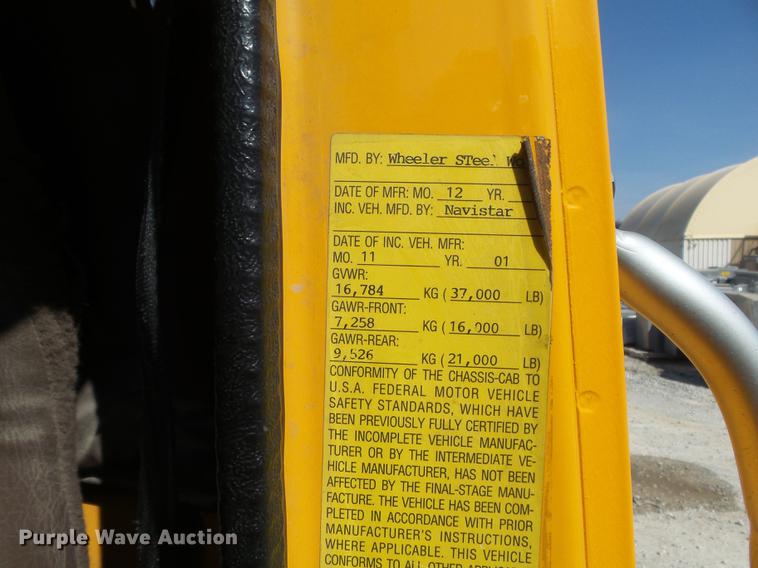 MFD. BY: Wheeler STeel
DATE OF MFR: MO. 12 YR.
INC. VEH. MFD. BY: Navistar
DATE OF INC. VEH. MFR:
MO. 11 YR. 01
GVWR:
16,784 KG ( 37,000 LB)
GAWR-FRONT:
7,258 KG ( 16,000 LB)
GAWR-REAR:
9,526 KG ( 21,000 LB)
CONFORMITY OF THE CHASSIS-CAB TO
U.S.A. FEDERAL MOTOR VEHICLE
SAFETY STANDARDS, WHICH HAVE
BEEN PREVIOUSLY FULLY CERTIFIED BY
THE INCOMPLETE VEHICLE MANUFAC-
TURER OR BY THE INTERMEDIATE VE-
HICLE MANUFACTURER, HAS NOT BEEN
AFFECTED BY THE FINAL-STAGE MANU-
FACTURE. THE VEHICLE HAS BEEN COM-
PLETED IN ACCORDANCE WITH PRIOR
MANUFACTURER'S INSTRUCTIONS,
WHERE APPLICABLE. THIS VEHICLE
CONFORMS TO ALL OTHER
Purple Wave Auction